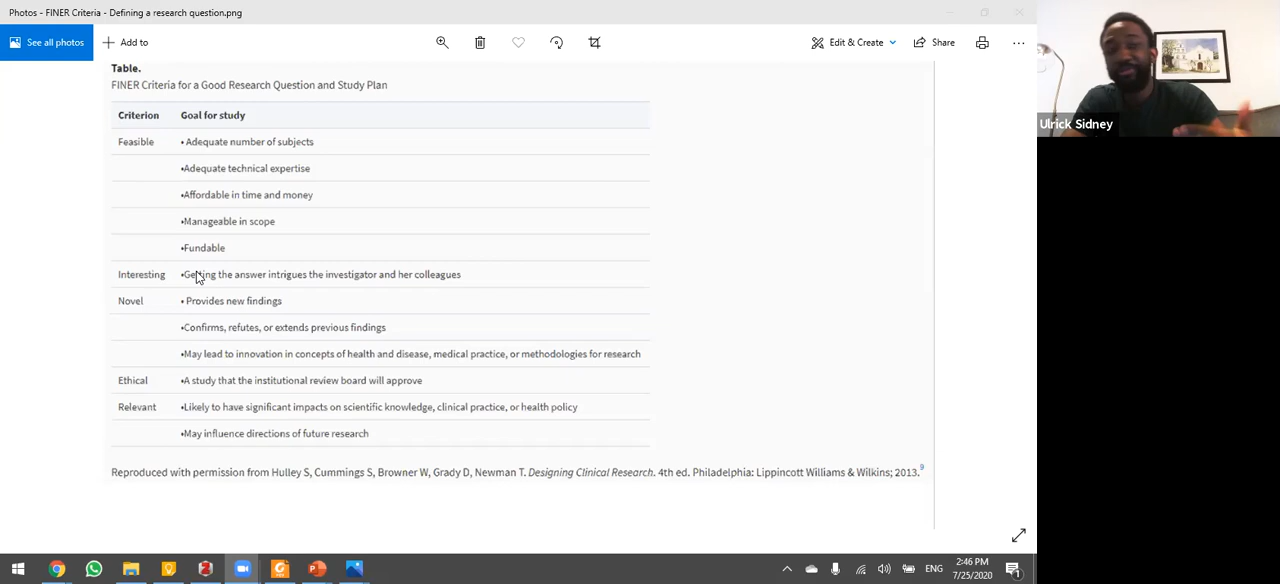 Photos - FINER Criteria - Defining a research question.png
See all photos
Add to
Edit & Create
Share
Ulrick Sidney
Table.
FINER Criteria for a Good Research Question and Study Plan
Criterion Goal for study
Feasible • Adequate number of subjects
•Adequate technical expertise
•Affordable in time and money
•Manageable in scope
•Fundable
Interesting •Getting the answer intrigues the investigator and her colleagues
Novel • Provides new findings
•Confirms, refutes, or extends previous findings
•May lead to innovation in concepts of health and disease, medical practice, or methodologies for research
Ethical •A study that the institutional review board will approve
Relevant •Likely to have significant impacts on scientific knowledge, clinical practice, or health policy
•May influence directions of future research
Reproduced with permission from Hulley S, Cummings S, Browner W, Grady D, Newman T. Designing Clinical Research. 4th ed. Philadelphia: Lippincott Williams & Wilkins; 2013.9
ENG
2:46 PM
7/25/2020
1